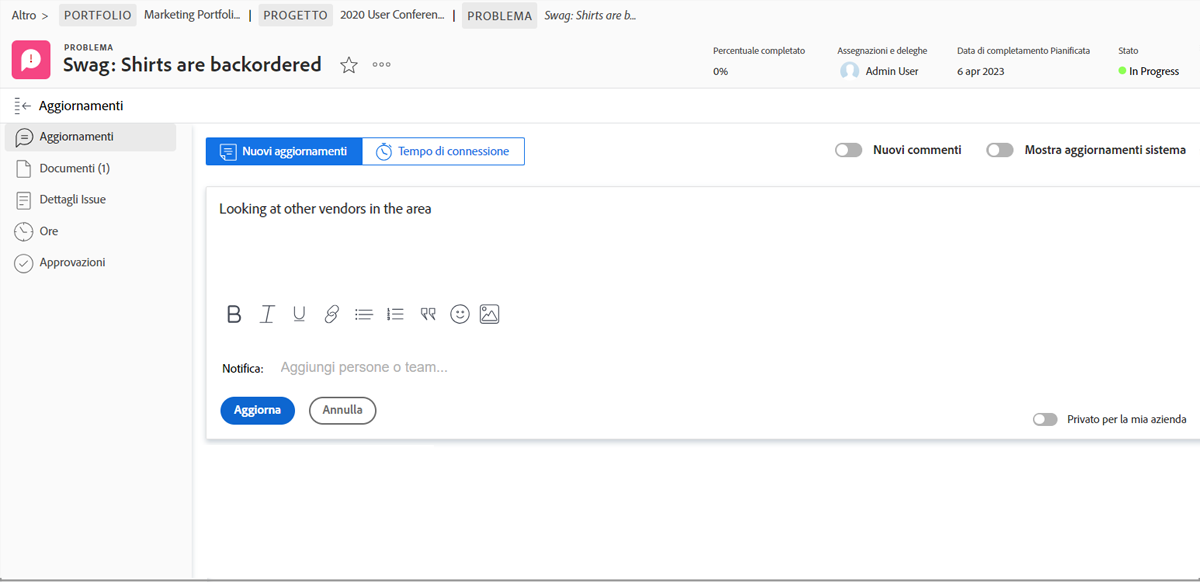 Altro > PORTFOLIO Marketing Portfoli... | PROGETTO 2020 User Conferen... | PROBLEMA Swag: Shirts are b...
PROBLEMA
Swag: Shirts are backordered
Percentuale completato
0%
Assegnazioni e deleghe
Admin User
Data di completamento Pianificata
6 apr 2023
Stato
In Progress
Aggiornamenti
Aggiornamenti
Documenti (1)
Dettagli Issue
Ore
Approvazioni
Nuovi aggiornamenti Tempo di connessione
Nuovi commenti Mostra aggiornamenti sistema
Looking at other vendors in the area
Notifica: Aggiungi persone o team...
Aggiorna Annulla
Privato per la mia azienda